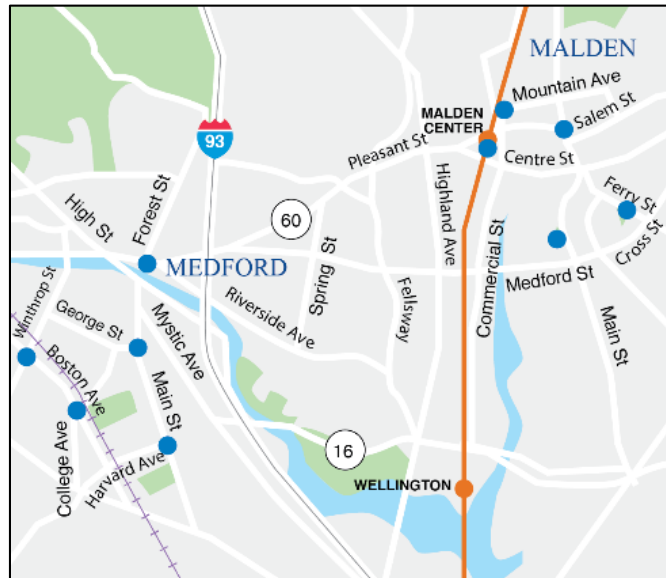 MALDEN
Mountain Ave
MALDEN
CENTER
Salem St
93
Pleasant St
Centre St
Forest St
High St
Highland Ave
Ferry St
60
Cross St
MEDFORD
Spring St
Commercial St
Medford St
Winthrop St
Riverside Ave
Fellsway
George St
Mystic Ave
Main St
Boston Ave
Main St
16
College Ave
Harvard Ave
WELLINGTON